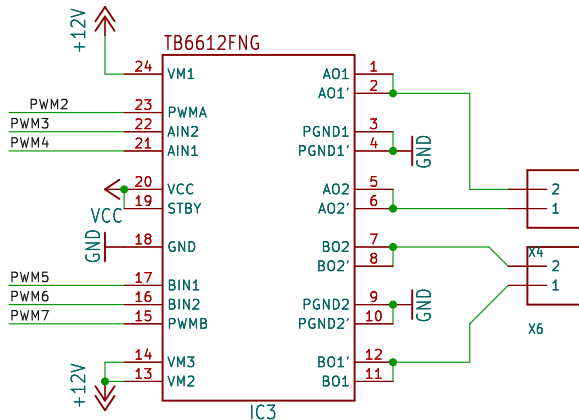 +12V
TB6612FNG
24 VM1 AO1 1
AO1' 2
PWM2 23 PWMA
PWM3 22 AIN2 PGND1 3
PWM4 21 AIN1 PGND1' 4 GND
VCC 20 VCC AO2 5 2
19 STBY AO2' 6 1
GND 18 GND BO2 7 X4
BO2' 8 2
PWM5 17 BIN1 1
PWM6 16 BIN2 PGND2 9 GND
PWM7 15 PWMB PGND2' 10 X6
14 VM3 BO1' 12
+12V 13 VM2 BO1 11
IC3